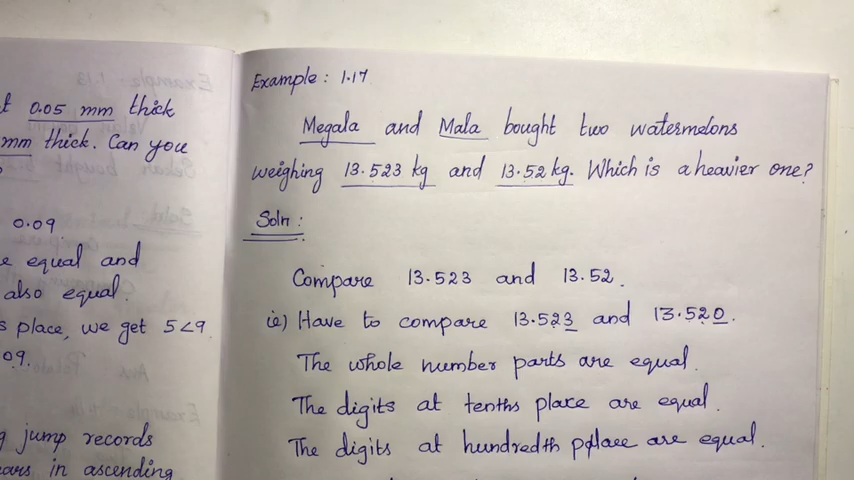 t 0.05 mm thick
mm thick. Can you
0.09
e equal and
also equal.
s place, we get 5<9.
09.
g jump records
ears in ascending
Example: 1.17
Megala and Mala bought two watermelons
weighing 13.523 kg and 13.52 kg. Which is a heavier one?
Soln:
Compare 13.523 and 13.52.
ie) Have to compare 13.523 and 13.520.
The whole number parts are equal.
The digits at tenths place are equal.
The digits at hundredth place are equal.